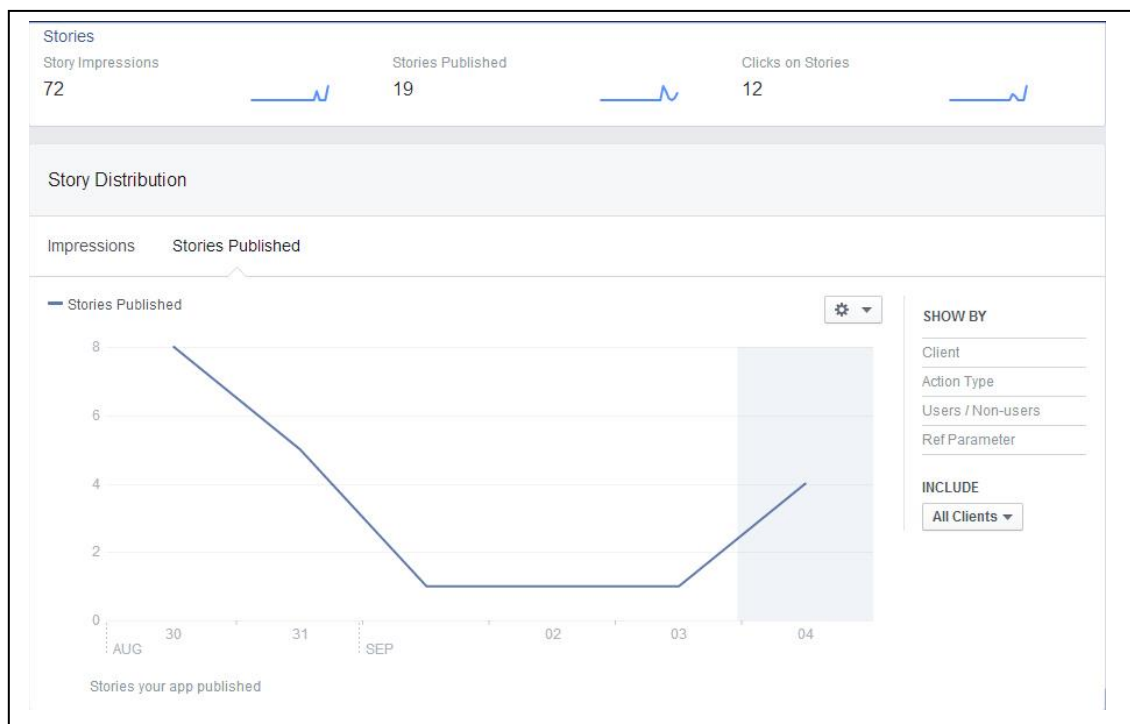 Stories
Story Impressions Stories Published Clicks on Stories
72 19 12
Story Distribution
Impressions Stories Published
Stories Published
SHOW BY
Client
Action Type
Users / Non-users
Ref Parameter
INCLUDE
All Clients
8
6
4
2
0
30 31 02 03 04
AUG SEP
Stories your app published